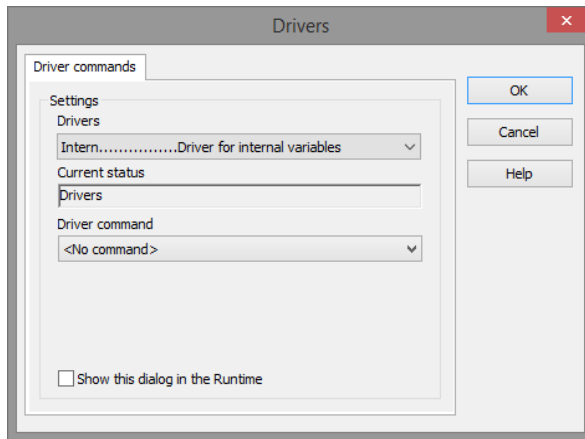 Drivers
Driver commands
Settings
Drivers
Intern...............Driver for internal variables
Current status
Drivers
Driver command
<No command>
Show this dialog in the Runtime
OK
Cancel
Help